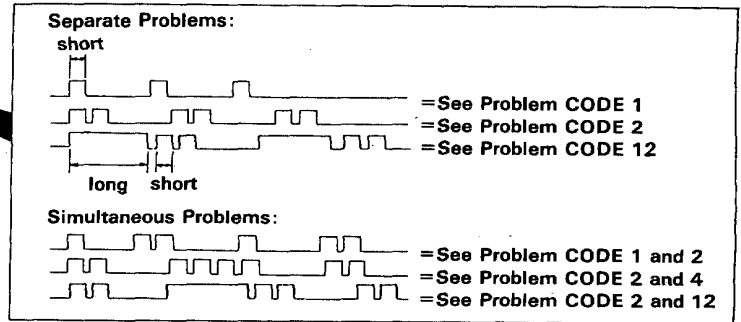 Separate Problems:
short
=See Problem CODE 1
=See Problem CODE 2
=See Problem CODE 12
long short
Simultaneous Problems:
=See Problem CODE 1 and 2
=See Problem CODE 2 and 4
=See Problem CODE 2 and 12